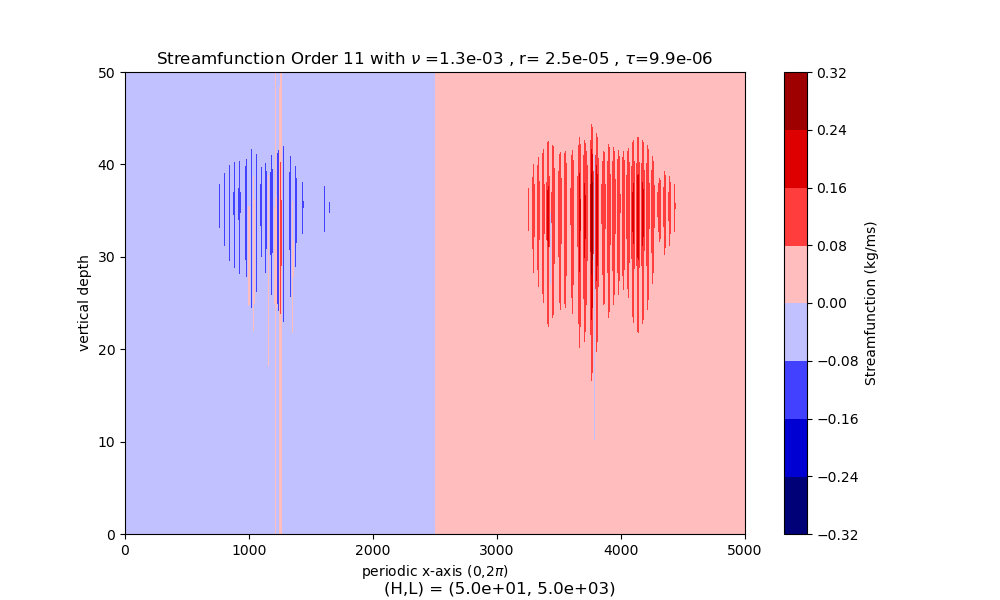 Streamfunction Order 11 with ν =1.3e-03 , r= 2.5e-05 , τ=9.9e-06
50
40
30
20
10
0
vertical depth
0 1000 2000 3000 4000 5000
periodic x-axis (0,2π)
(H,L) = (5.0e+01, 5.0e+03)
0.32
0.24
0.16
0.08
0.00
−0.08
−0.16
−0.24
−0.32
Streamfunction (kg/ms)